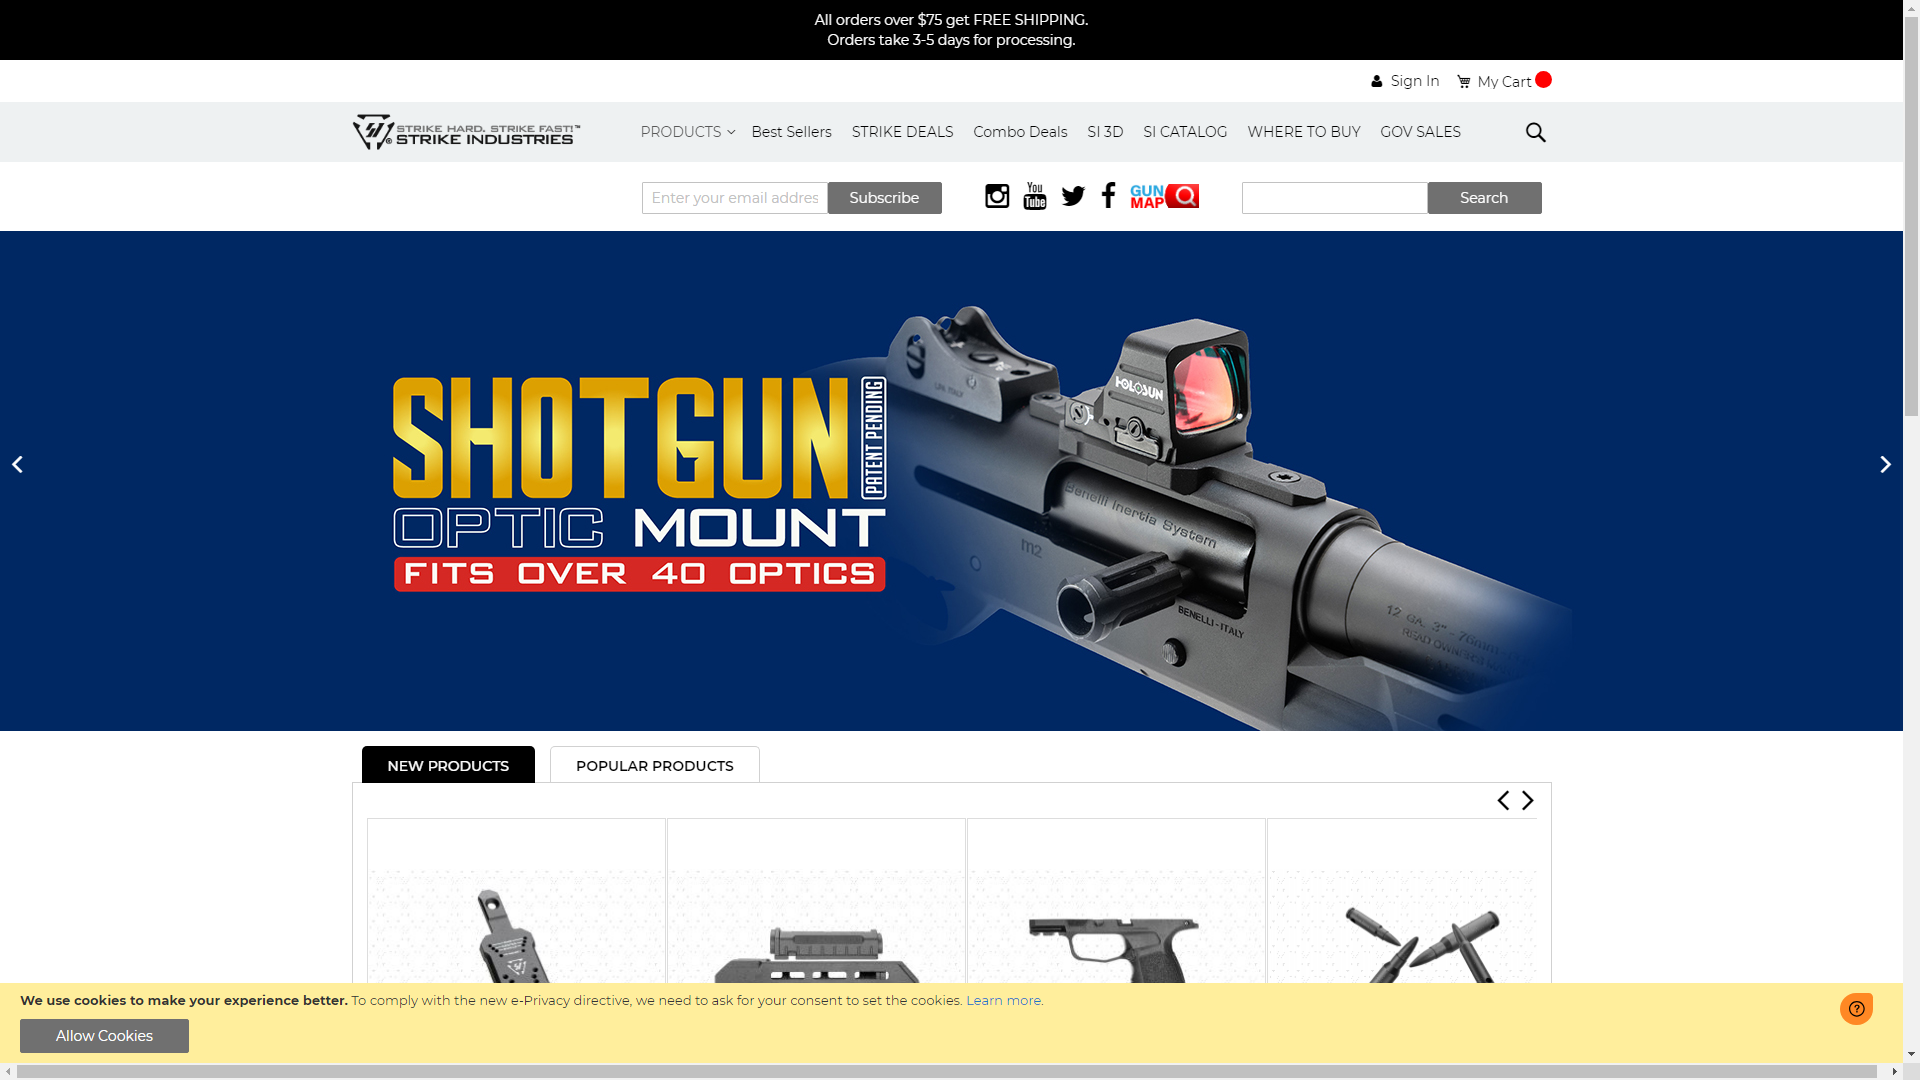 All orders over $75 get FREE SHIPPING.
Orders take 3-5 days for processing.
Sign In
My Cart
STRIKE HARD. STRIKE FAST!™
STRIKE INDUSTRIES
PRODUCTS
Best Sellers
STRIKE DEALS
Combo Deals
SI 3D
SI CATALOG
WHERE TO BUY
GOV SALES
Enter your email addres
Subscribe
You
Tube
GUN
MAP
Search
SHOTGUN
PATENT PENDING
OPTIC MOUNT
FITS OVER 40 OPTICS
LPA ITALY
HOLOSUN
Benelli Inertia System
m2
BENELLI-ITALY
12 GA. 3" - 76mm
NEW PRODUCTS
POPULAR PRODUCTS
We use cookies to make your experience better. To comply with the new e-Privacy directive, we need to ask for your consent to set the cookies. Learn more.
Allow Cookies